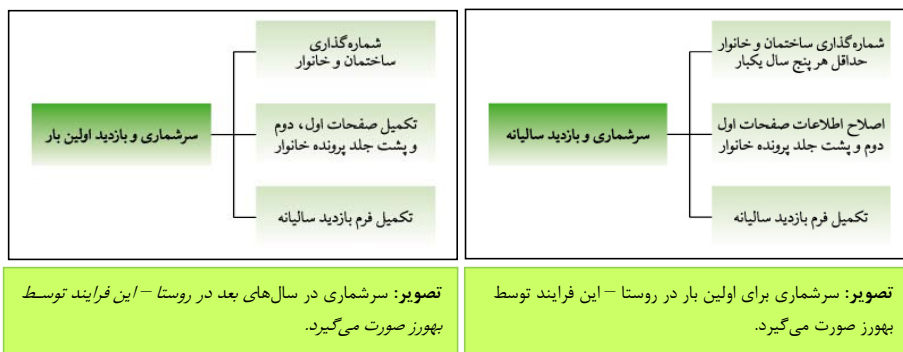 شماره‌گذاری ساختمان و خانوار
حداقل هر پنج سال یکبار
سرشماری و بازدید سالیانه
اصلاح اطلاعات صفحات اول
دوم و پشت جلد پرونده خانوار
تکمیل فرم بازدید سالیانه
تصویر: سرشماری برای اولین بار در روستا – این فرایند توسط
بهورز صورت می‌گیرد.
شماره‌گذاری
ساختمان و خانوار
سرشماری و بازدید اولین بار
تکمیل صفحات اول، دوم
و پشت جلد پرونده خانوار
تکمیل فرم بازدید سالیانه
تصویر: سرشماری در سال‌های بعد در روستا – این فرایند توسط
بهورز صورت می‌گیرد.